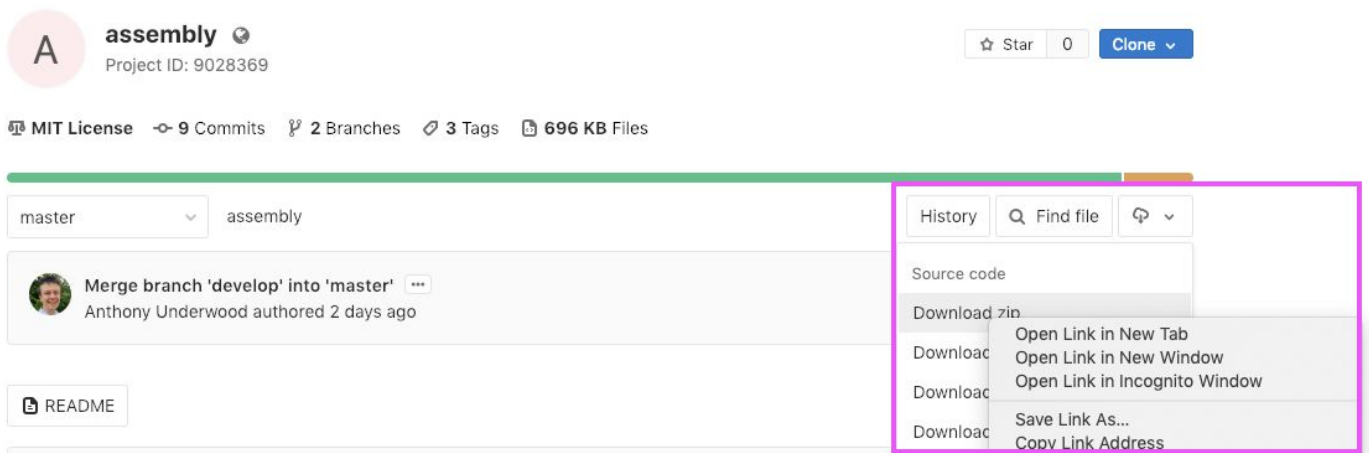 A
assembly
Project ID: 9028369
Star 0 Clone
MIT License 9 Commits 2 Branches 3 Tags 696 KB Files
master assembly
History Find file
Merge branch 'develop' into 'master' ...
Anthony Underwood authored 2 days ago
README
Source code
Download zip
Open Link in New Tab
Open Link in New Window
Open Link in Incognito Window
Save Link As...
Copy Link Address